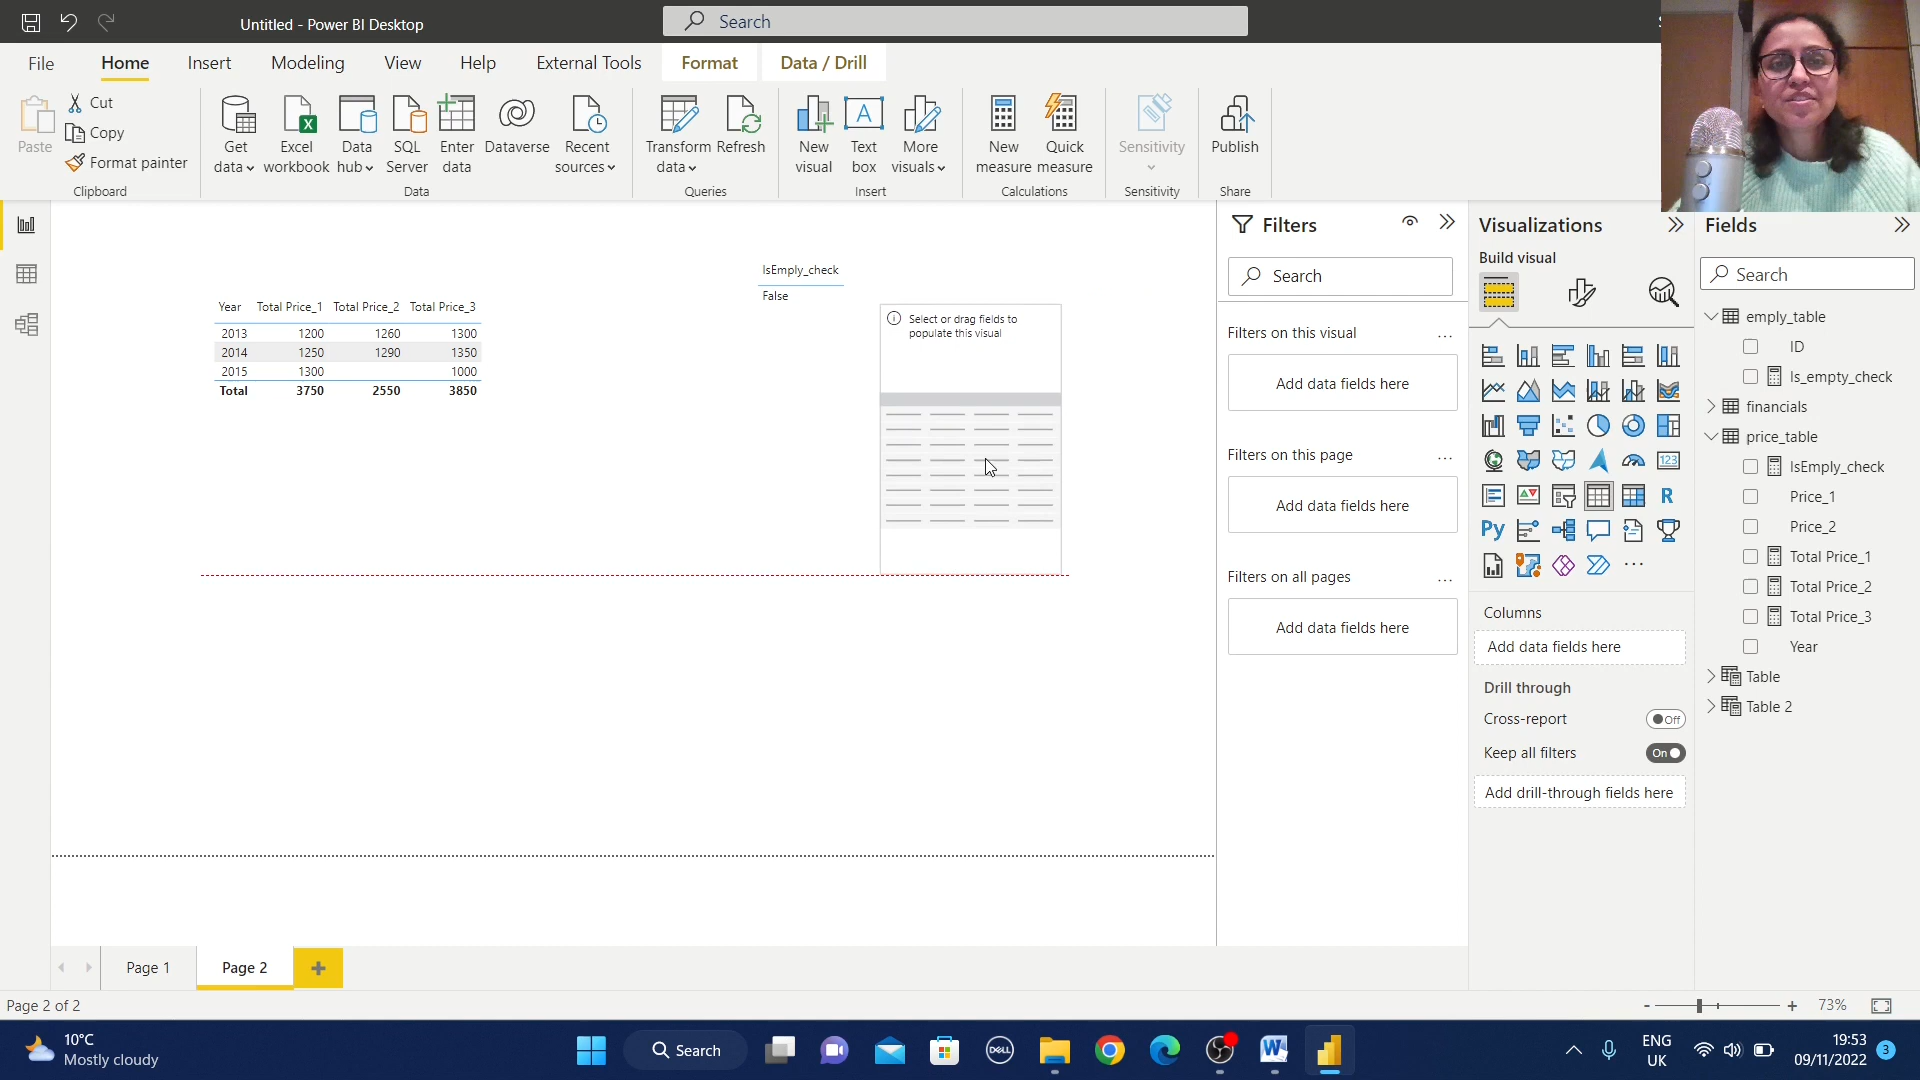 Untitled - Power BI Desktop
Search
File
Home
Insert
Modeling
View
Help
External Tools
Format
Data / Drill
Paste
Cut
Copy
Format painter
Clipboard
Get data
Excel workbook
Data hub
SQL Server
Enter data
Dataverse
Recent sources
Data
Transform data
Refresh
Queries
New visual
Text box
More visuals
Insert
New measure
Quick measure
Calculations
Sensitivity
Sensitivity
Publish
Share
IsEmply_check
False
Year Total Price_1 Total Price_2 Total Price_3
2013 1200 1260 1300
2014 1250 1290 1350
2015 1300 1000
Total 3750 2550 3850
Select or drag fields to
populate this visual
Filters
Search
Filters on this visual
...
Add data fields here
Filters on this page
...
Add data fields here
Filters on all pages
...
Add data fields here
Visualizations
Build visual
123
R
Py
...
Columns
Add data fields here
Drill through
Cross-report
Off
Keep all filters
On
Add drill-through fields here
Fields
Search
emply_table
ID
Is_empty_check
financials
price_table
IsEmply_check
Price_1
Price_2
Total Price_1
Total Price_2
Total Price_3
Year
Table
Table 2
Page 1
Page 2
+
Page 2 of 2
- + 73%
10°C
Mostly cloudy
Search
DELL
W
ENG
UK
19:53
09/11/2022
3